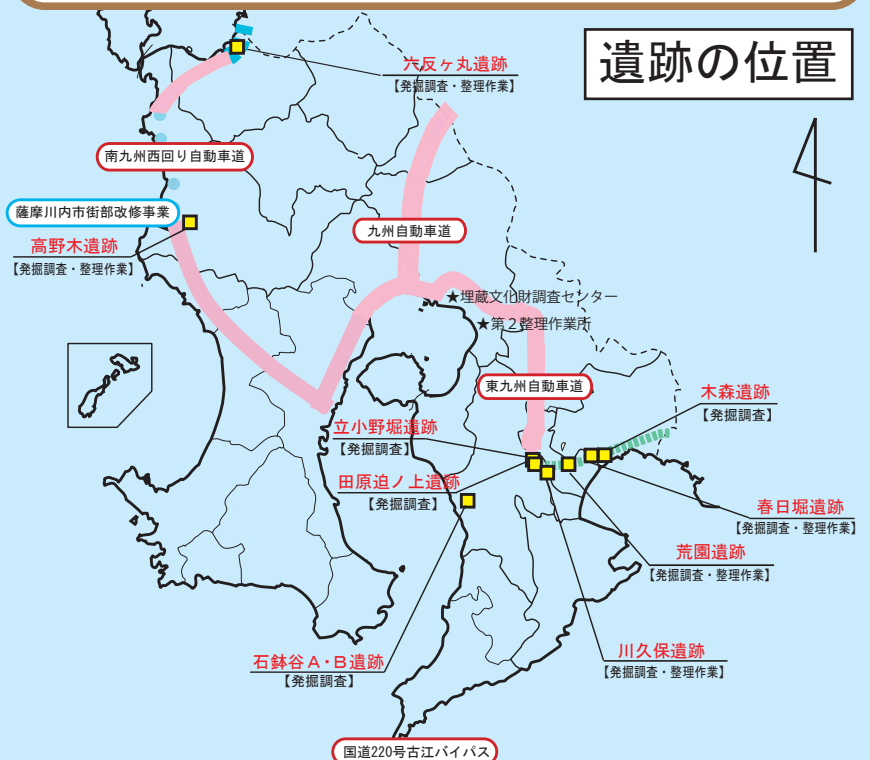 遺跡の位置
六反ヶ丸遺跡
【発掘調査・整理作業】
南九州西回り自動車道
薩摩川内市街部改修事業
九州自動車道
高野木遺跡
【発掘調査・整理作業】
★埋蔵文化財調査センター
★第2整理作業所
東九州自動車道
木森遺跡
【発掘調査】
立小野堀遺跡
【発掘調査】
田原迫ノ上遺跡
【発掘調査】
春日堀遺跡
【発掘調査・整理作業】
荒園遺跡
【発掘調査・整理作業】
川久保遺跡
【発掘調査・整理作業】
石鉢谷A・B遺跡
【発掘調査】
国道220号古江バイパス